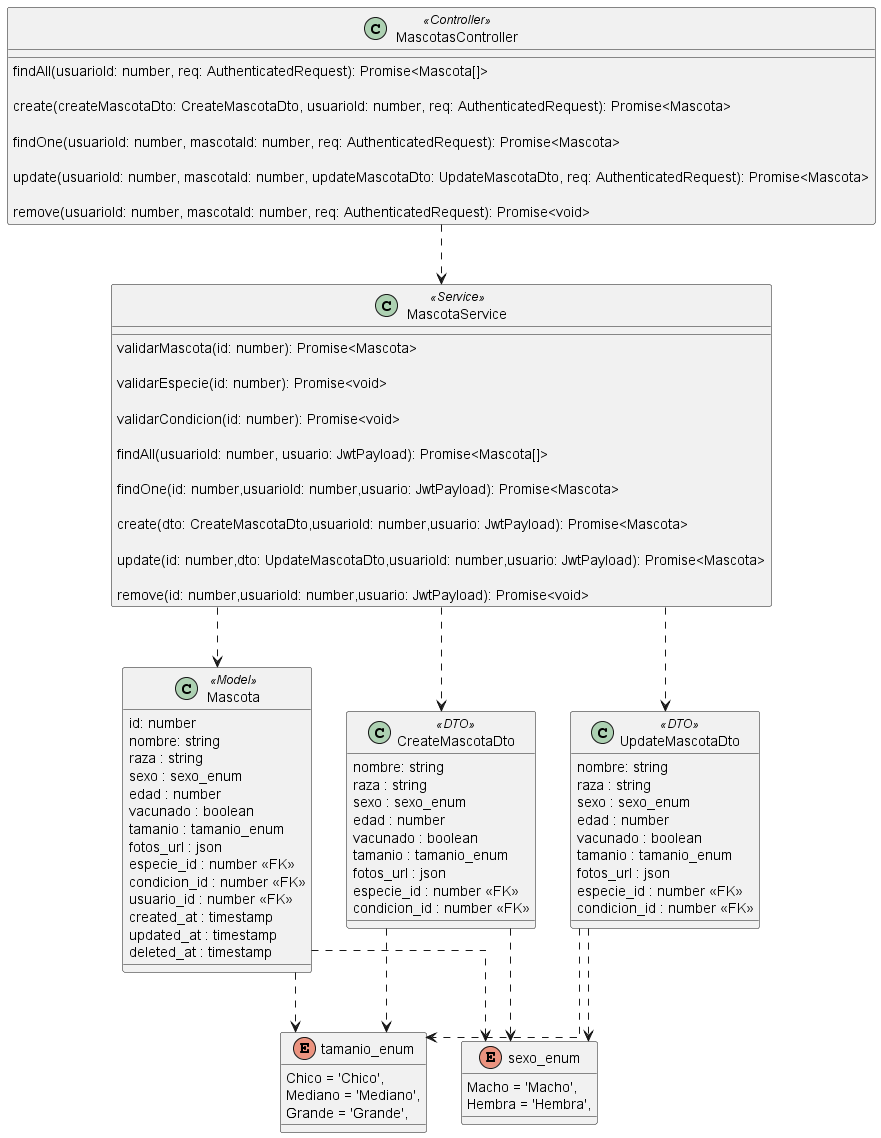 C
«Controller»
MascotasController
findAll(usuarioId: number, req: AuthenticatedRequest): Promise<Mascota[]>
create(createMascotaDto: CreateMascotaDto, usuarioId: number, req: AuthenticatedRequest): Promise<Mascota>
findOne(usuarioId: number, mascotaId: number, req: AuthenticatedRequest): Promise<Mascota>
update(usuarioId: number, mascotaId: number, updateMascotaDto: UpdateMascotaDto, req: AuthenticatedRequest): Promise<Mascota>
remove(usuarioId: number, mascotaId: number, req: AuthenticatedRequest): Promise<void>
C
«Service»
MascotaService
validarMascota(id: number): Promise<Mascota>
validarEspecie(id: number): Promise<void>
validarCondicion(id: number): Promise<void>
findAll(usuarioId: number, usuario: JwtPayload): Promise<Mascota[]>
findOne(id: number,usuarioId: number,usuario: JwtPayload): Promise<Mascota>
create(dto: CreateMascotaDto,usuarioId: number,usuario: JwtPayload): Promise<Mascota>
update(id: number,dto: UpdateMascotaDto,usuarioId: number,usuario: JwtPayload): Promise<Mascota>
remove(id: number,usuarioId: number,usuario: JwtPayload): Promise<void>
C
«Model»
Mascota
id: number
nombre: string
raza : string
sexo : sexo_enum
edad : number
vacunado : boolean
tamanio : tamanio_enum
fotos_url : json
especie_id : number «FK»
condicion_id : number «FK»
usuario_id : number «FK»
created_at : timestamp
updated_at : timestamp
deleted_at : timestamp
C
«DTO»
CreateMascotaDto
nombre: string
raza : string
sexo : sexo_enum
edad : number
vacunado : boolean
tamanio : tamanio_enum
fotos_url : json
especie_id : number «FK»
condicion_id : number «FK»
C
«DTO»
UpdateMascotaDto
nombre: string
raza : string
sexo : sexo_enum
edad : number
vacunado : boolean
tamanio : tamanio_enum
fotos_url : json
especie_id : number «FK»
condicion_id : number «FK»
E
tamanio_enum
Chico = 'Chico',
Mediano = 'Mediano',
Grande = 'Grande',
E
sexo_enum
Macho = 'Macho',
Hembra = 'Hembra',